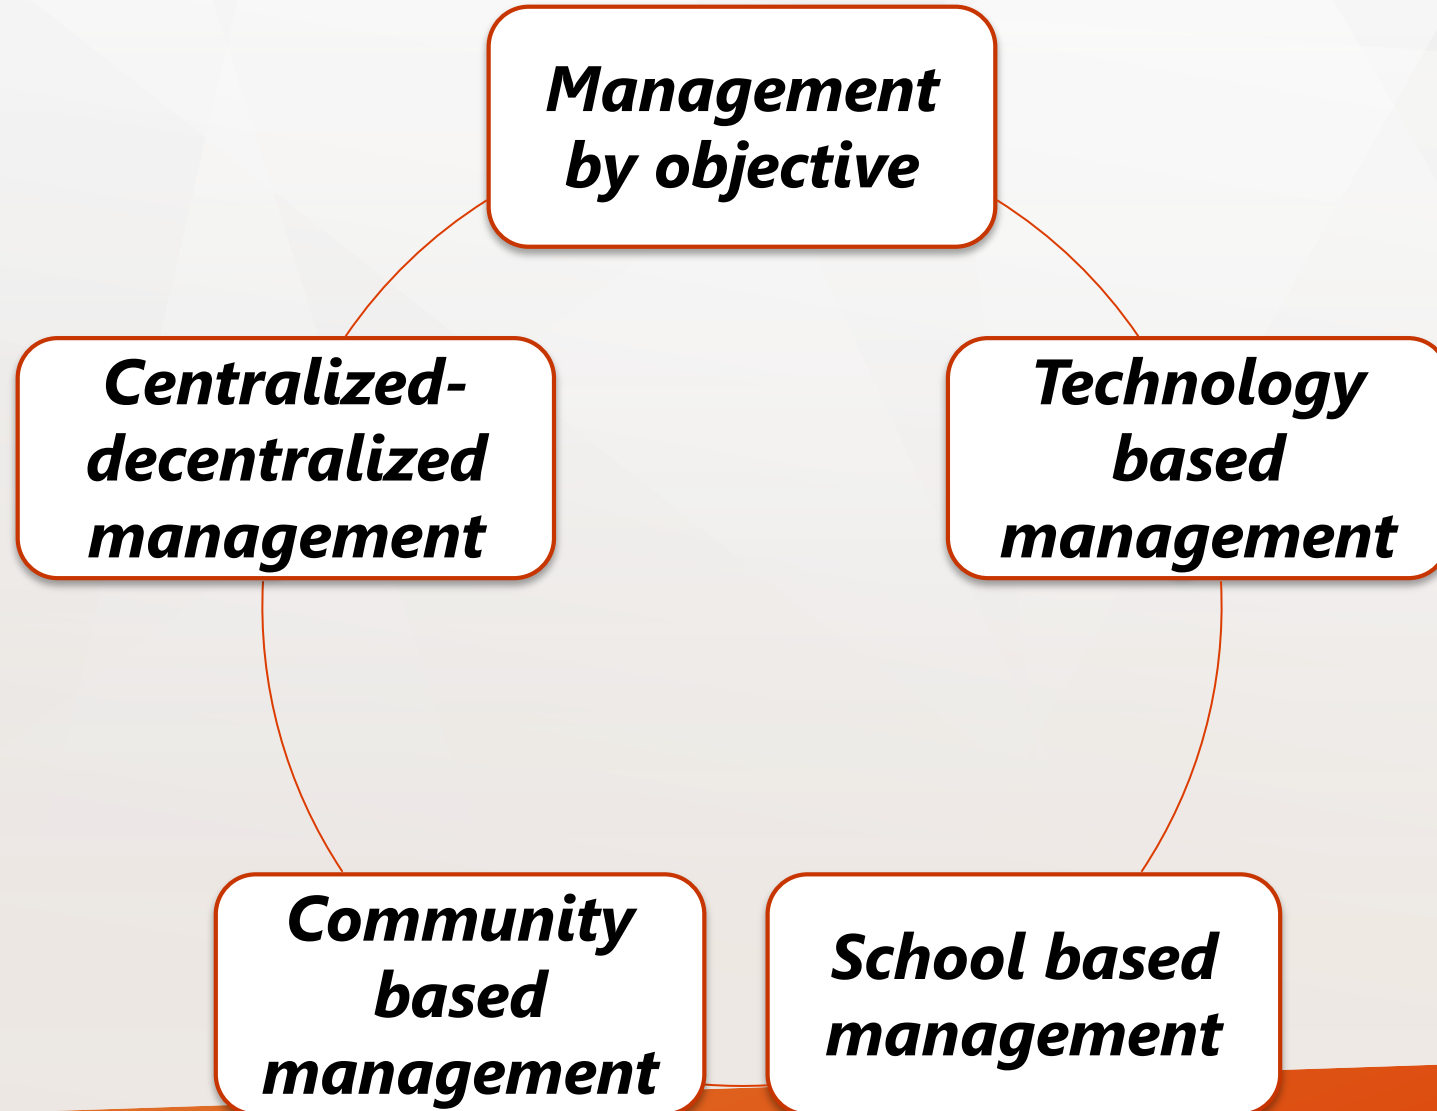 Management
by objective
Centralized-
decentralized
management
Technology
based
management
Community
based
management
School based
management